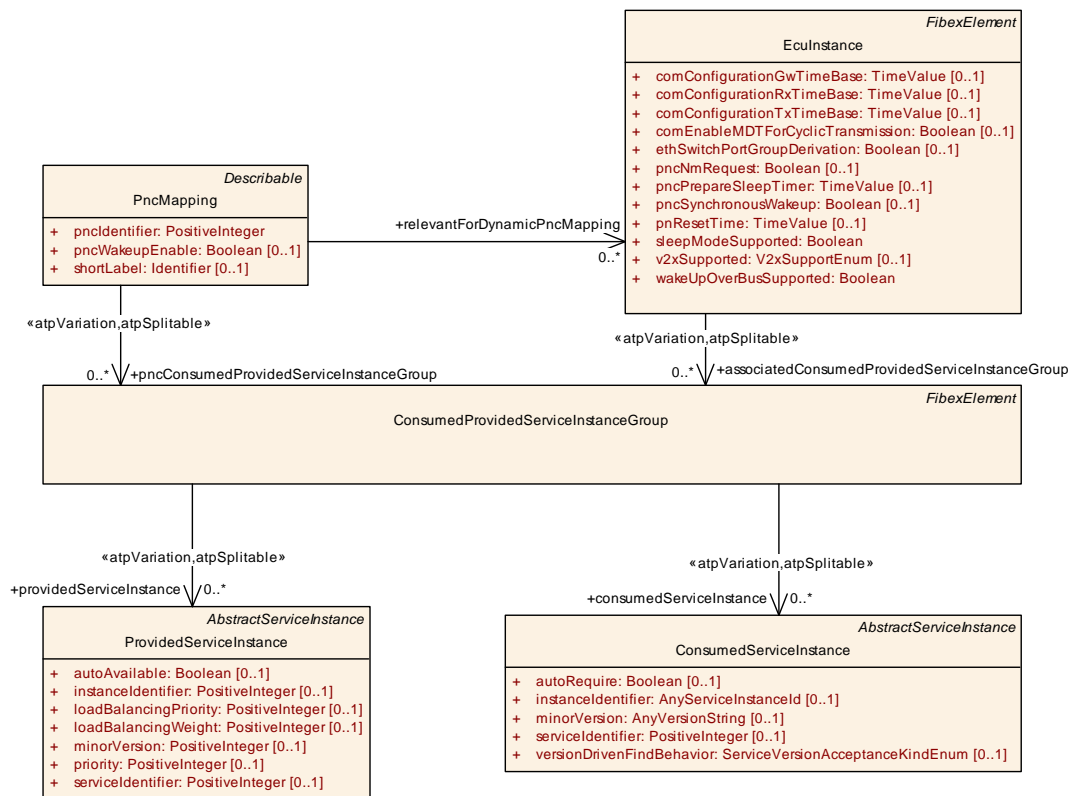 FibexElement
EcuInstance
+ comConfigurationGwTimeBase: TimeValue [0..1]
+ comConfigurationRxTimeBase: TimeValue [0..1]
+ comConfigurationTxTimeBase: TimeValue [0..1]
+ comEnableMDTForCyclicTransmission: Boolean [0..1]
+ ethSwitchPortGroupDerivation: Boolean [0..1]
+ pncNmRequest: Boolean [0..1]
+ pncPrepareSleepTimer: TimeValue [0..1]
+ pncSynchronousWakeup: Boolean [0..1]
+ pnResetTime: TimeValue [0..1]
+ sleepModeSupported: Boolean
+ v2xSupported: V2xSupportEnum [0..1]
+ wakeUpOverBusSupported: Boolean
Describable
PncMapping
+ pncIdentifier: PositiveInteger
+ pncWakeupEnable: Boolean [0..1]
+ shortLabel: Identifier [0..1]
+relevantForDynamicPncMapping
0..*
«atpVariation,atpSplitable»
0..* +pncConsumedProvidedServiceInstanceGroup
«atpVariation,atpSplitable»
0..* +associatedConsumedProvidedServiceInstanceGroup
FibexElement
ConsumedProvidedServiceInstanceGroup
«atpVariation,atpSplitable»
+providedServiceInstance 0..*
«atpVariation,atpSplitable»
+consumedServiceInstance 0..*
AbstractServiceInstance
ProvidedServiceInstance
+ autoAvailable: Boolean [0..1]
+ instanceIdentifier: PositiveInteger [0..1]
+ loadBalancingPriority: PositiveInteger [0..1]
+ loadBalancingWeight: PositiveInteger [0..1]
+ minorVersion: PositiveInteger [0..1]
+ priority: PositiveInteger [0..1]
+ serviceIdentifier: PositiveInteger [0..1]
AbstractServiceInstance
ConsumedServiceInstance
+ autoRequire: Boolean [0..1]
+ instanceIdentifier: AnyServiceInstanceId [0..1]
+ minorVersion: AnyVersionString [0..1]
+ serviceIdentifier: PositiveInteger [0..1]
+ versionDrivenFindBehavior: ServiceVersionAcceptanceKindEnum [0..1]